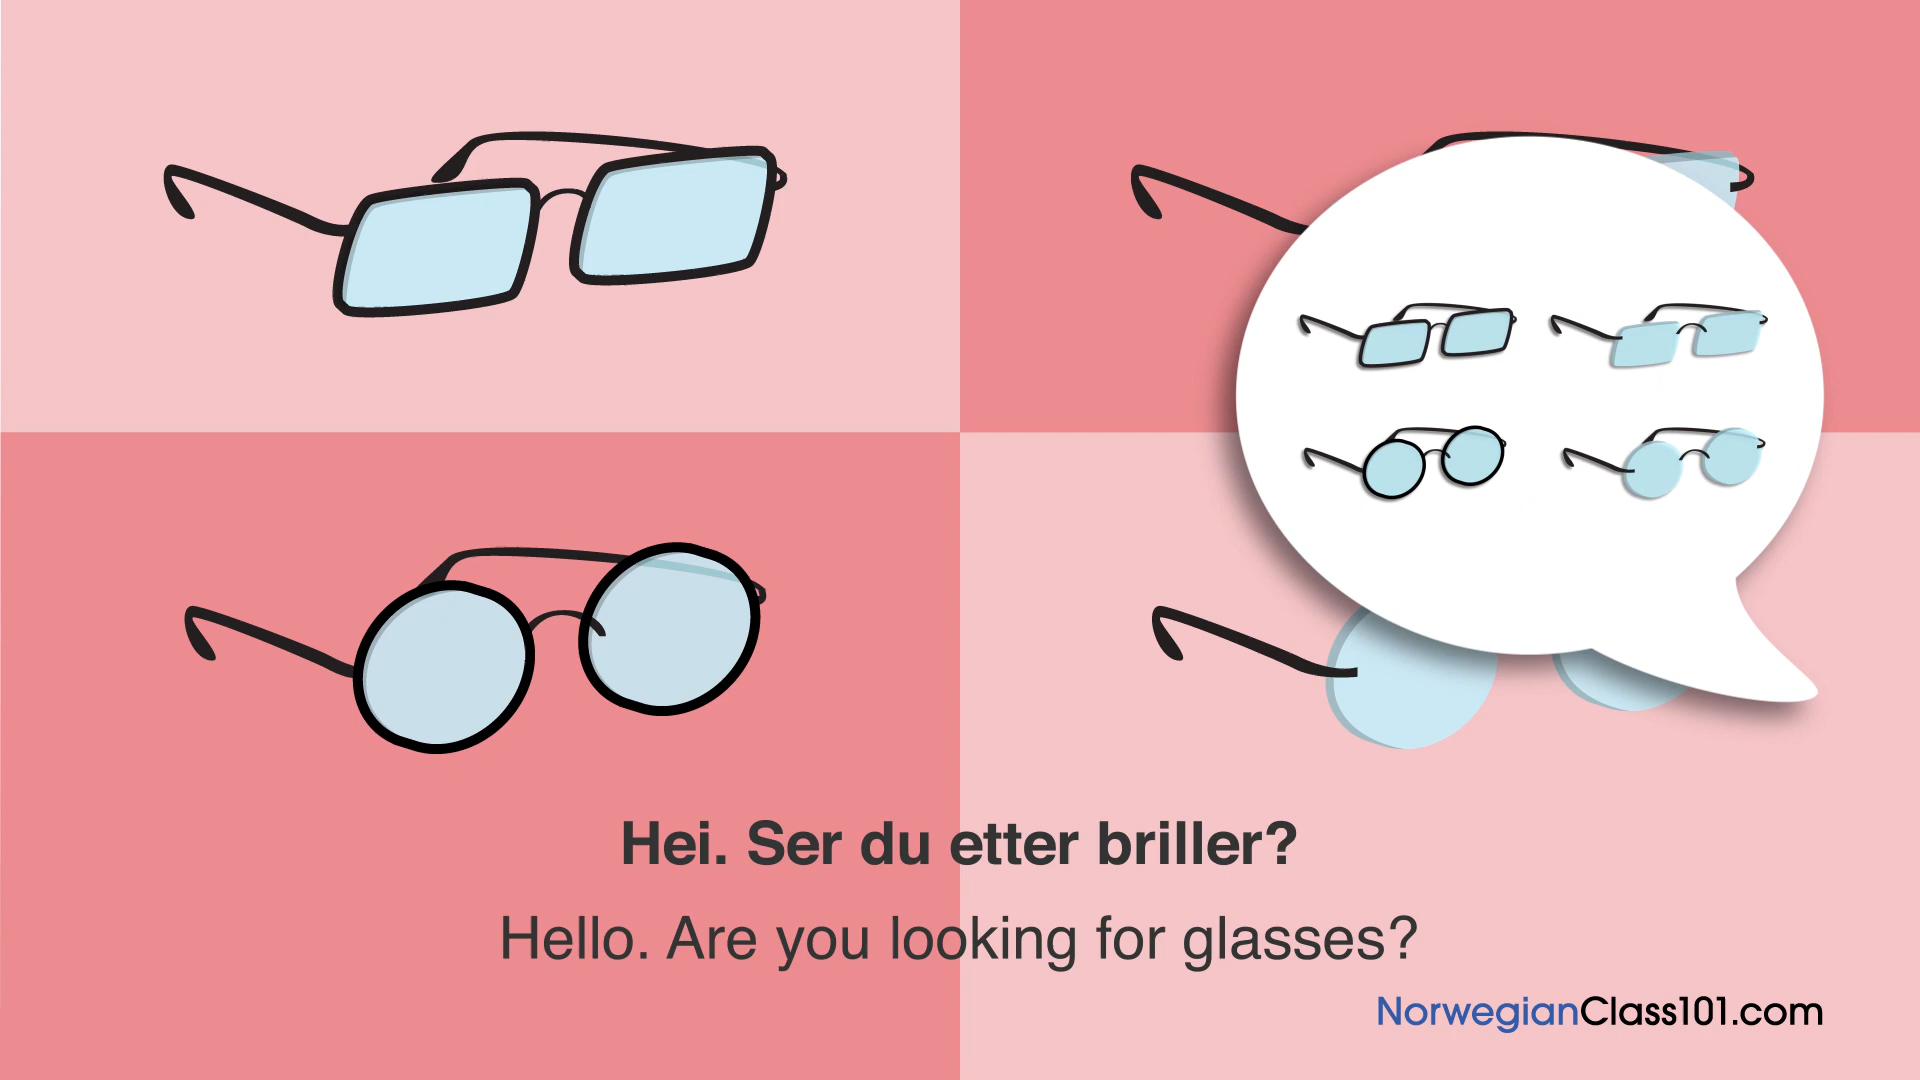 Hei. Ser du etter briller?
Hello. Are you looking for glasses?
NorwegianClass101.com